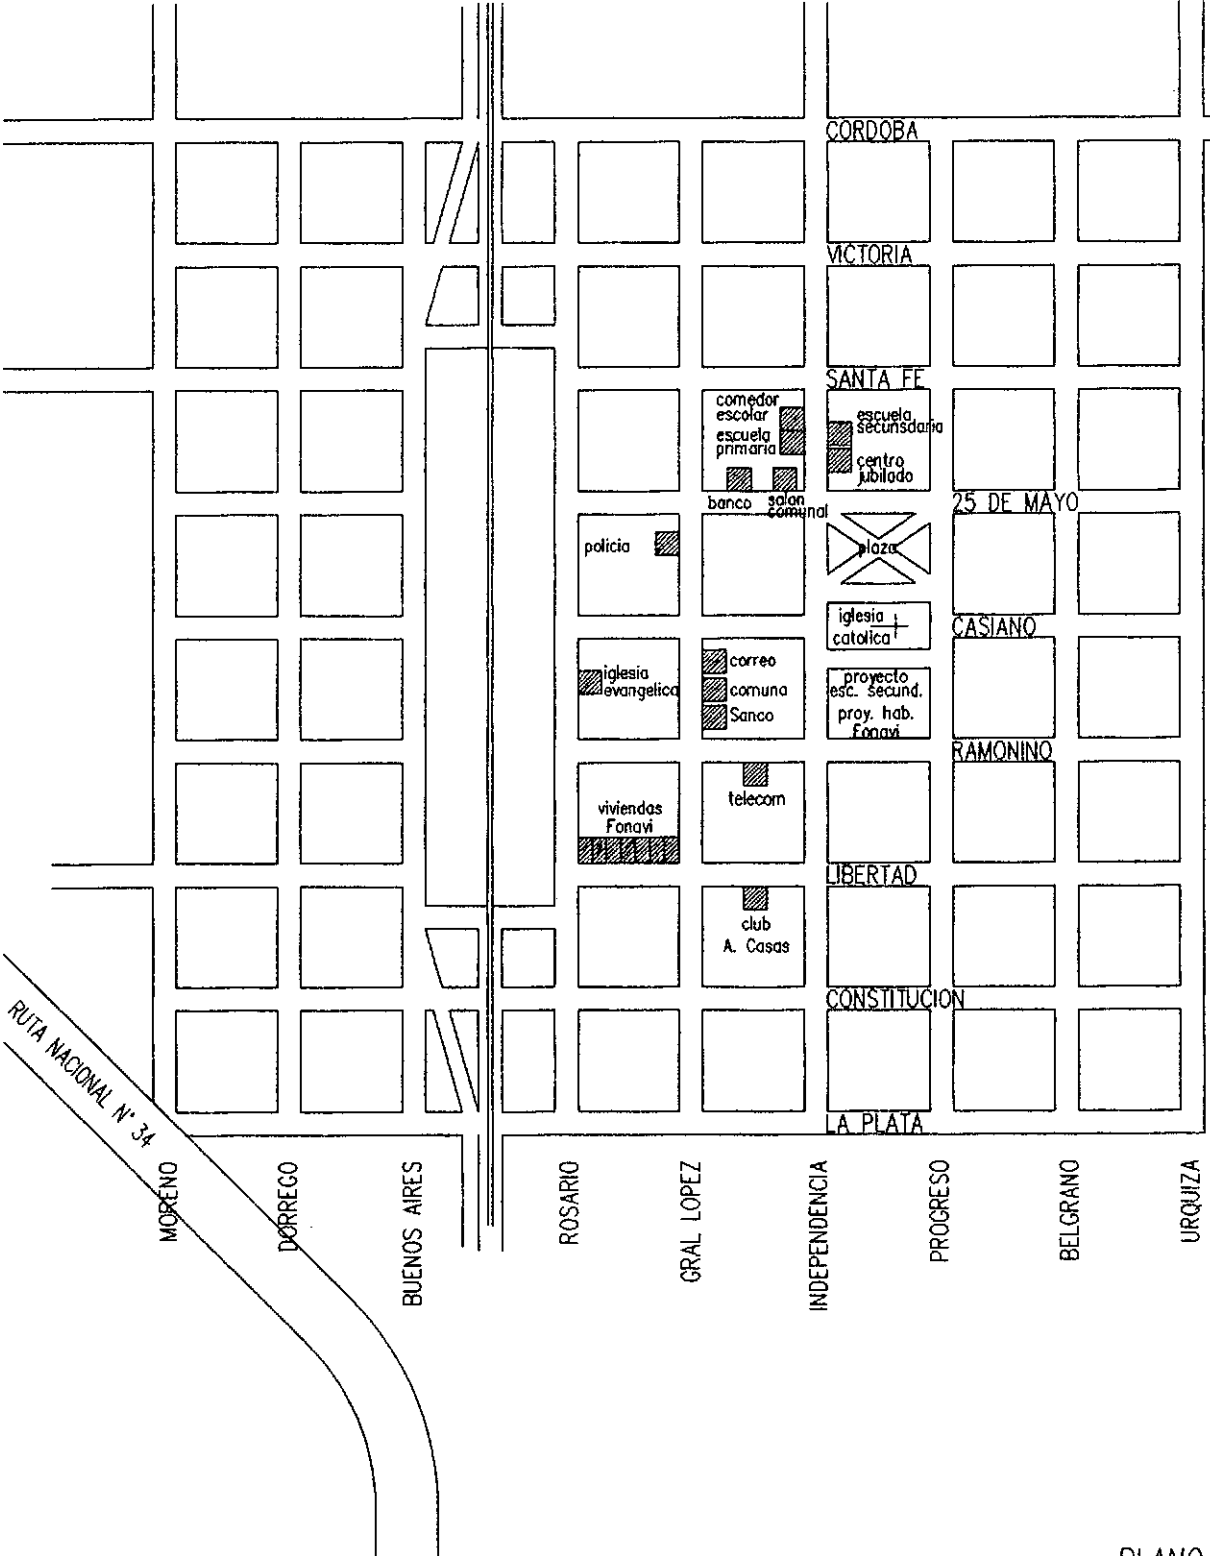 CORDOBA
VICTORIA
SANTA FE
comedor
escolar
escuela
primaria
escuela
secunsdaria
centro
jubilado
banco
salon
comunal
25 DE MAYO
policia
plaza
iglesia
catolica
CASIANO
iglesia
evangelica
correo
comuna
Sanco
proyecto
esc. secund.
proy. hab.
Fonavi
RAMONINO
telecom
viviendas
Fonavi
LIBERTAD
club
A. Casas
CONSTITUCION
RUTA NACIONAL N° 34
LA PLATA
MORENO
DORREGO
BUENOS AIRES
ROSARIO
GRAL LOPEZ
INDEPENDENCIA
PROGRESO
BELGRANO
URQUIZA
PLANO